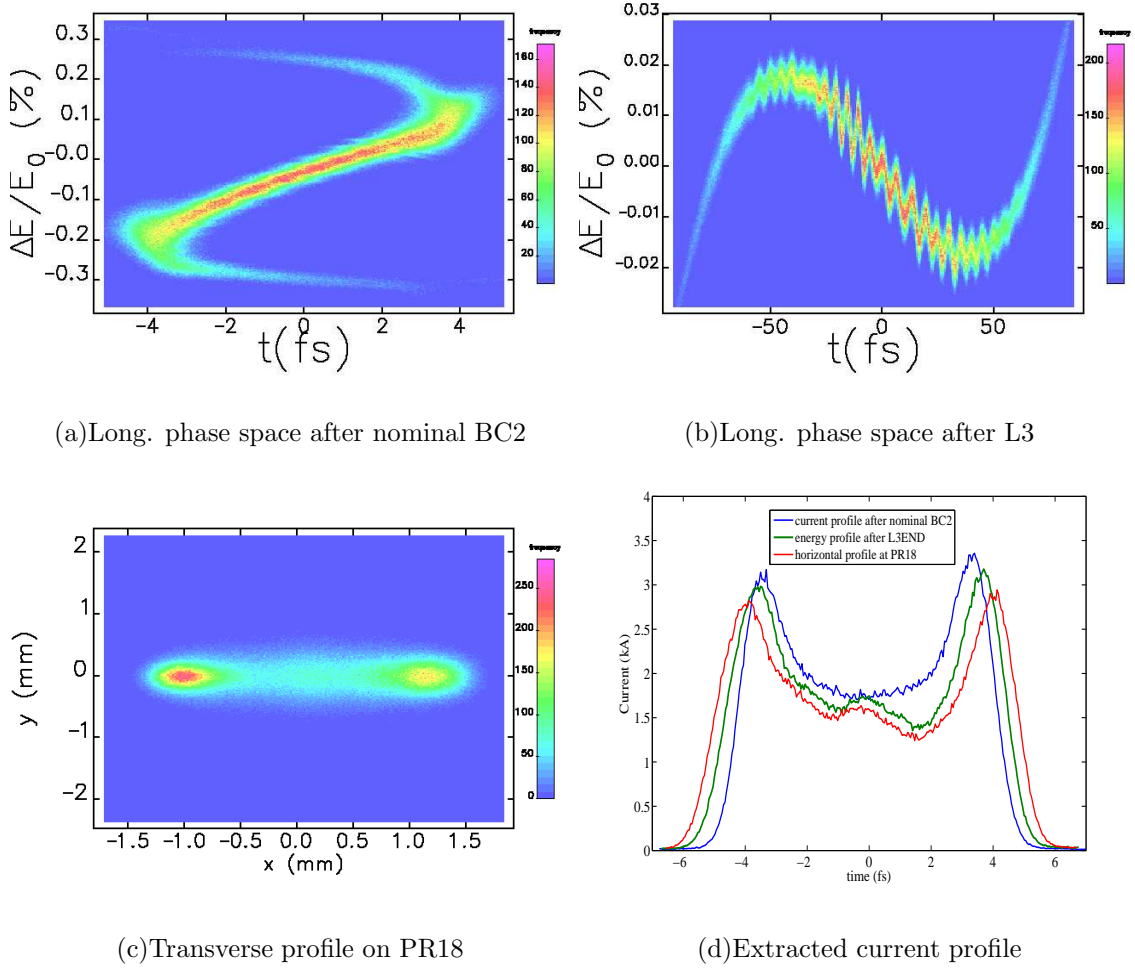 frequency
0.3
0.2
0.1
-0.0
-0.1
-0.2
-0.3
ΔE/E0 (%)
160
140
120
100
80
60
40
20
-4 -2 0 2 4
t(fs)
(a)Long. phase space after nominal BC2
frequency
0.03
0.02
0.01
0.00
-0.01
-0.02
ΔE/E0 (%)
200
150
100
50
-50 0 50
t(fs)
(b)Long. phase space after L3
frequency
2
1
0
-1
-2
y (mm)
250
200
150
100
50
0
-1.5 -1.0 -0.5 0.0 0.5 1.0 1.5
x (mm)
(c)Transverse profile on PR18
4
3.5
3
2.5
2
1.5
1
0.5
0
Current (kA)
current profile after nominal BC2
energy profile after L3END
horizontal profile at PR18
−6 −4 −2 0 2 4 6
time (fs)
(d)Extracted current profile